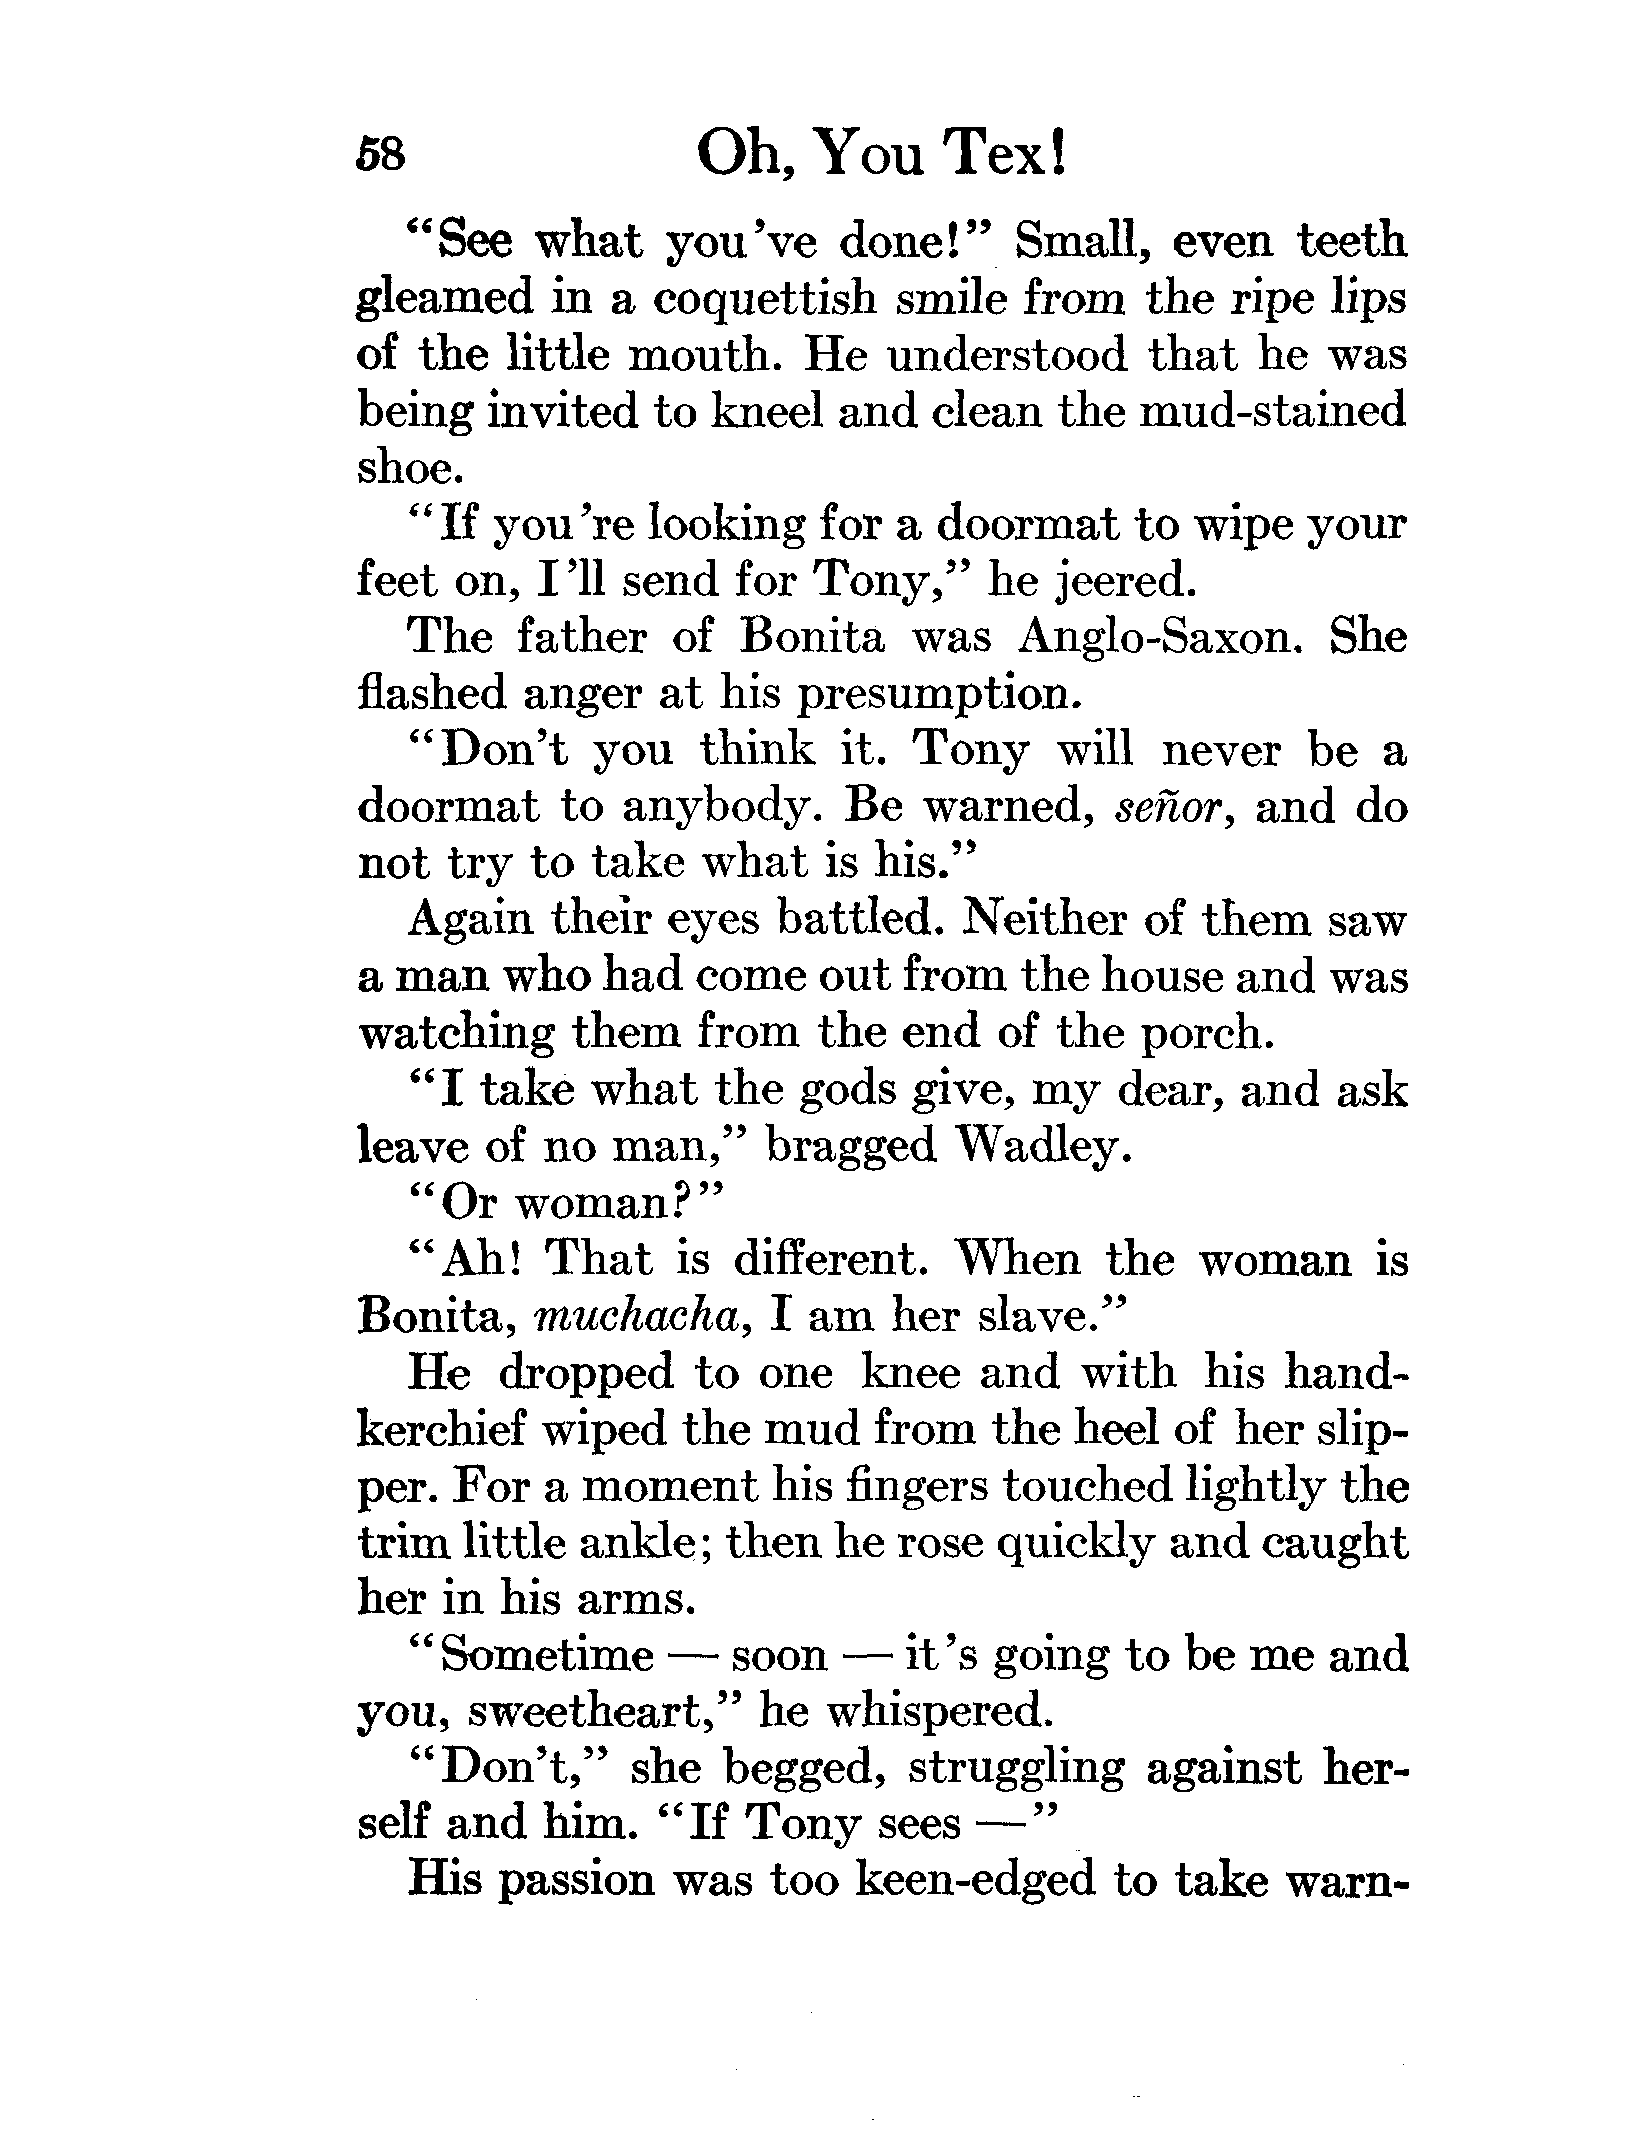 58 Oh, You Tex!
“See what you’ve done!” Small, even teeth
gleamed in a coquettish smile from the ripe lips
of the little mouth. He understood that he was
being invited to kneel and clean the mud-stained
shoe.
“If you’re looking for a doormat to wipe your
feet on, I’ll send for Tony,” he jeered.
The father of Bonita was Anglo-Saxon. She
flashed anger at his presumption.
“Don’t you think it. Tony will never be a
doormat to anybody. Be warned, señor, and do
not try to take what is his.”
Again their eyes battled. Neither of them saw
a man who had come out from the house and was
watching them from the end of the porch.
“I take what the gods give, my dear, and ask
leave of no man,” bragged Wadley.
“Or woman?”
“Ah! That is different. When the woman is
Bonita, muchacha, I am her slave.”
He dropped to one knee and with his hand-
kerchief wiped the mud from the heel of her slip-
per. For a moment his fingers touched lightly the
trim little ankle; then he rose quickly and caught
her in his arms.
“Sometime — soon — it’s going to be me and
you, sweetheart,” he whispered.
“Don’t,” she begged, struggling against her-
self and him. “If Tony sees —”
His passion was too keen-edged to take warn-